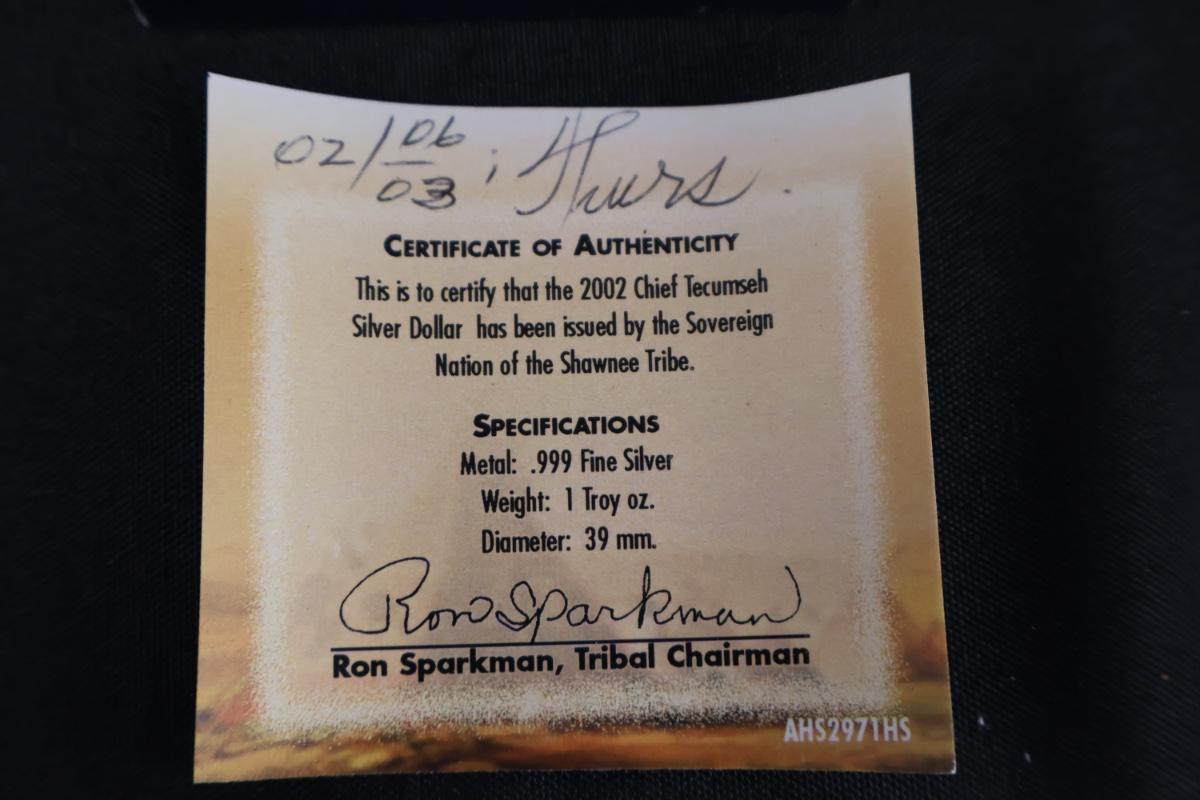 02/06/03; Thurs.
CERTIFICATE OF AUTHENTICITY
This is to certify that the 2002 Chief Tecumseh
Silver Dollar has been issued by the Sovereign
Nation of the Shawnee Tribe.
SPECIFICATIONS
Metal: .999 Fine Silver
Weight: 1 Troy oz.
Diameter: 39 mm.
Ron Sparkman
Ron Sparkman, Tribal Chairman
AHS2971HS